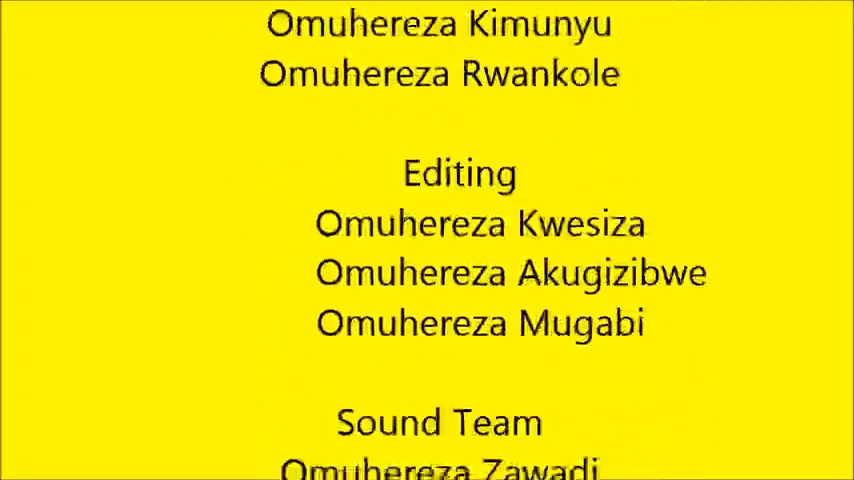 Omuhereza Kimunyu
Omuhereza Rwankole
Editing
Omuhereza Kwesiza
Omuhereza Akugizibwe
Omuhereza Mugabi
Sound Team
Omuhereza Zawadi